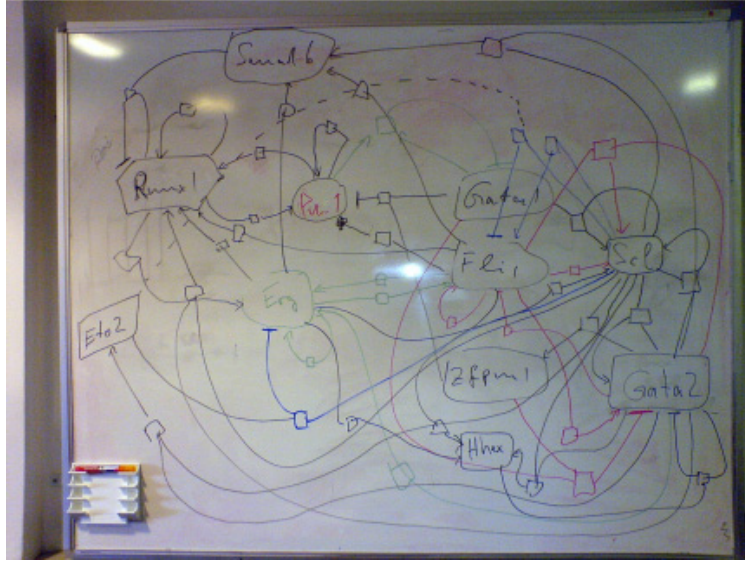 Smad6
Runx1
Pu.1
Gata1
Scl
Fli1
Erg
Eto2
Zfpm1
Gata2
Hhex